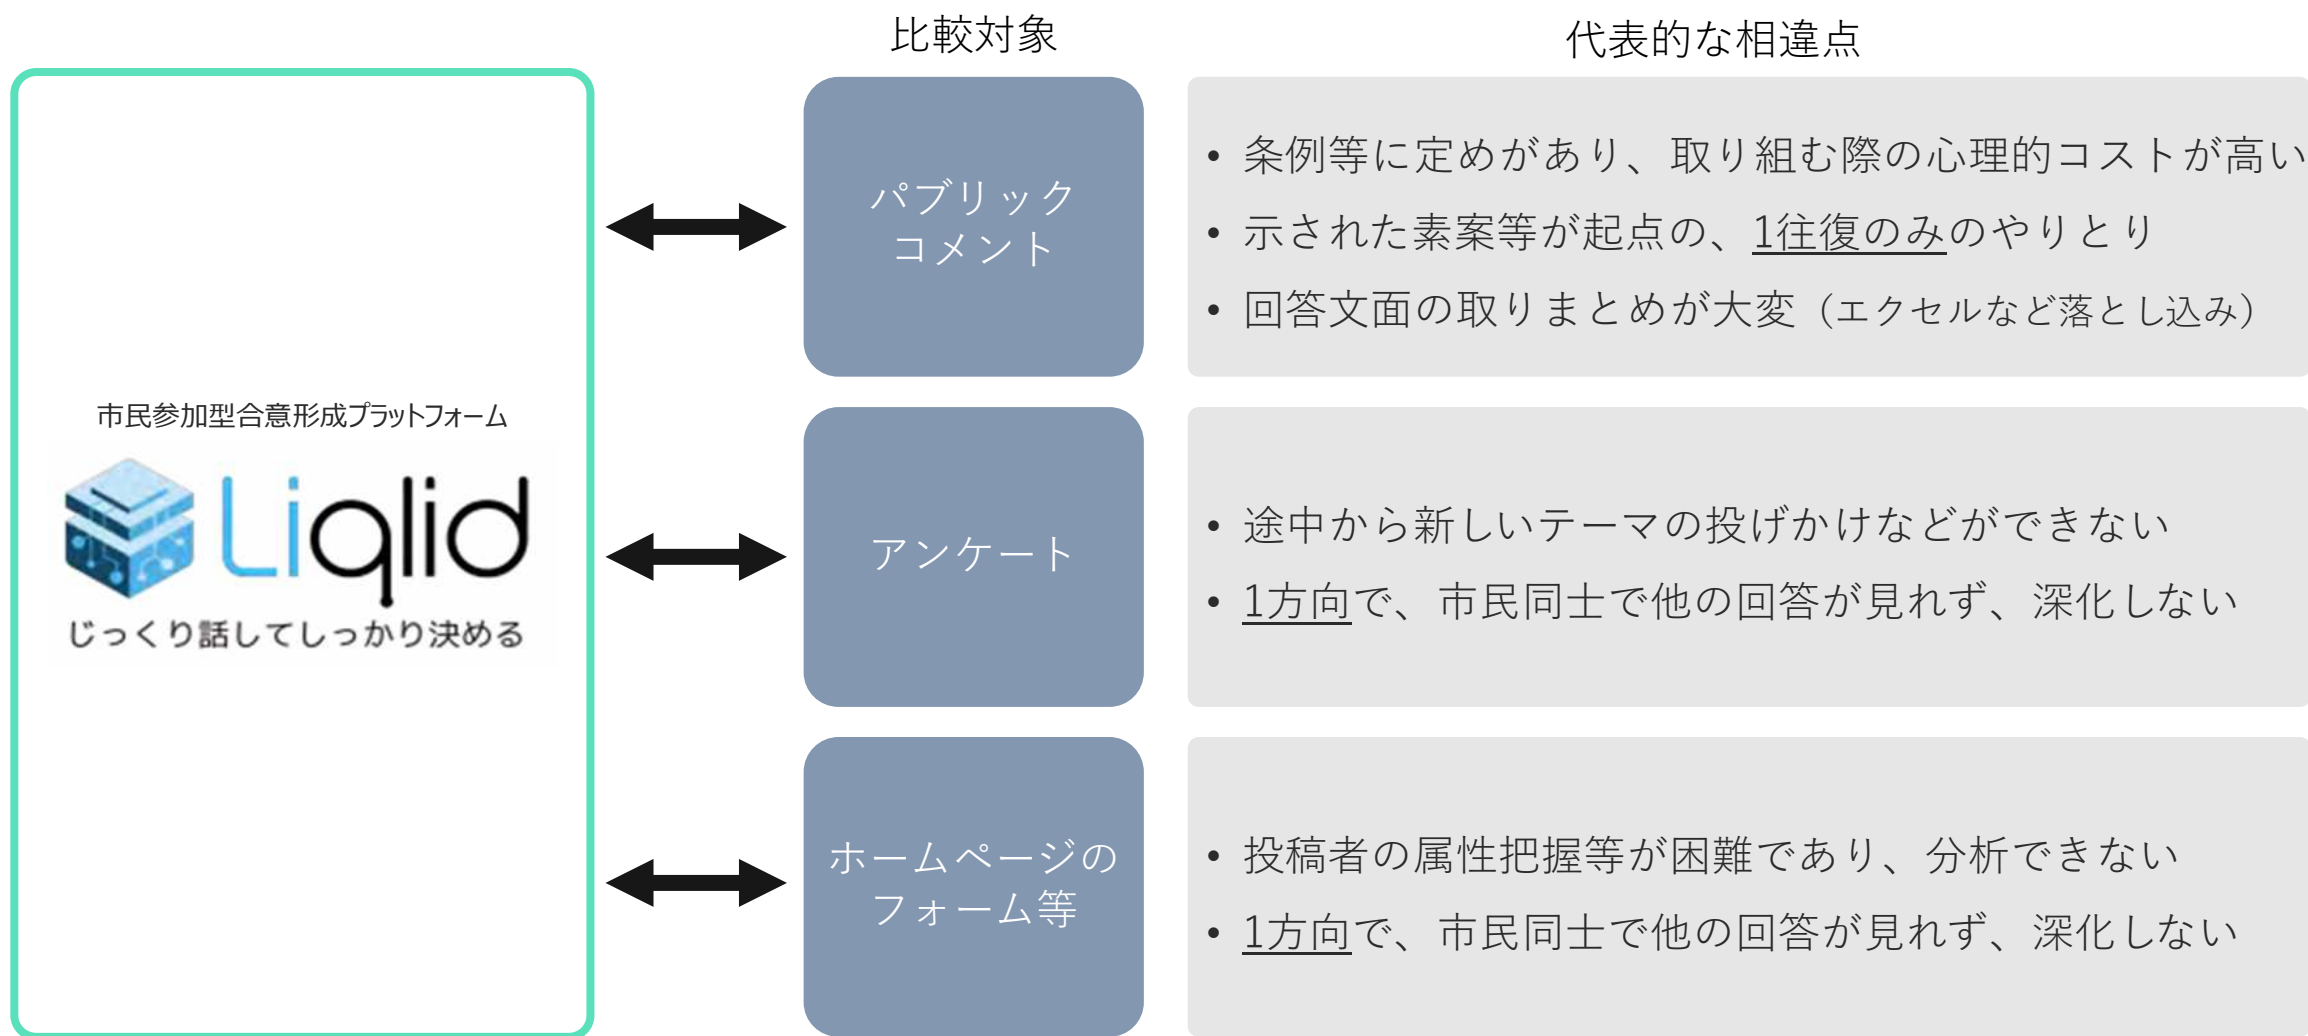 比較対象
代表的な相違点
市民参加型合意形成プラットフォーム
Liqlid
じっくり話してしっかり決める
パブリック
コメント
• 条例等に定めがあり、取り組む際の心理的コストが高い
• 示された素案等が起点の、1往復のみのやりとり
• 回答文面の取りまとめが大変（エクセルなど落とし込み）
アンケート
• 途中から新しいテーマの投げかけなどができない
• 1方向で、市民同士で他の回答が見れず、深化しない
ホームページの
フォーム等
• 投稿者の属性把握等が困難であり、分析できない
• 1方向で、市民同士で他の回答が見れず、深化しない